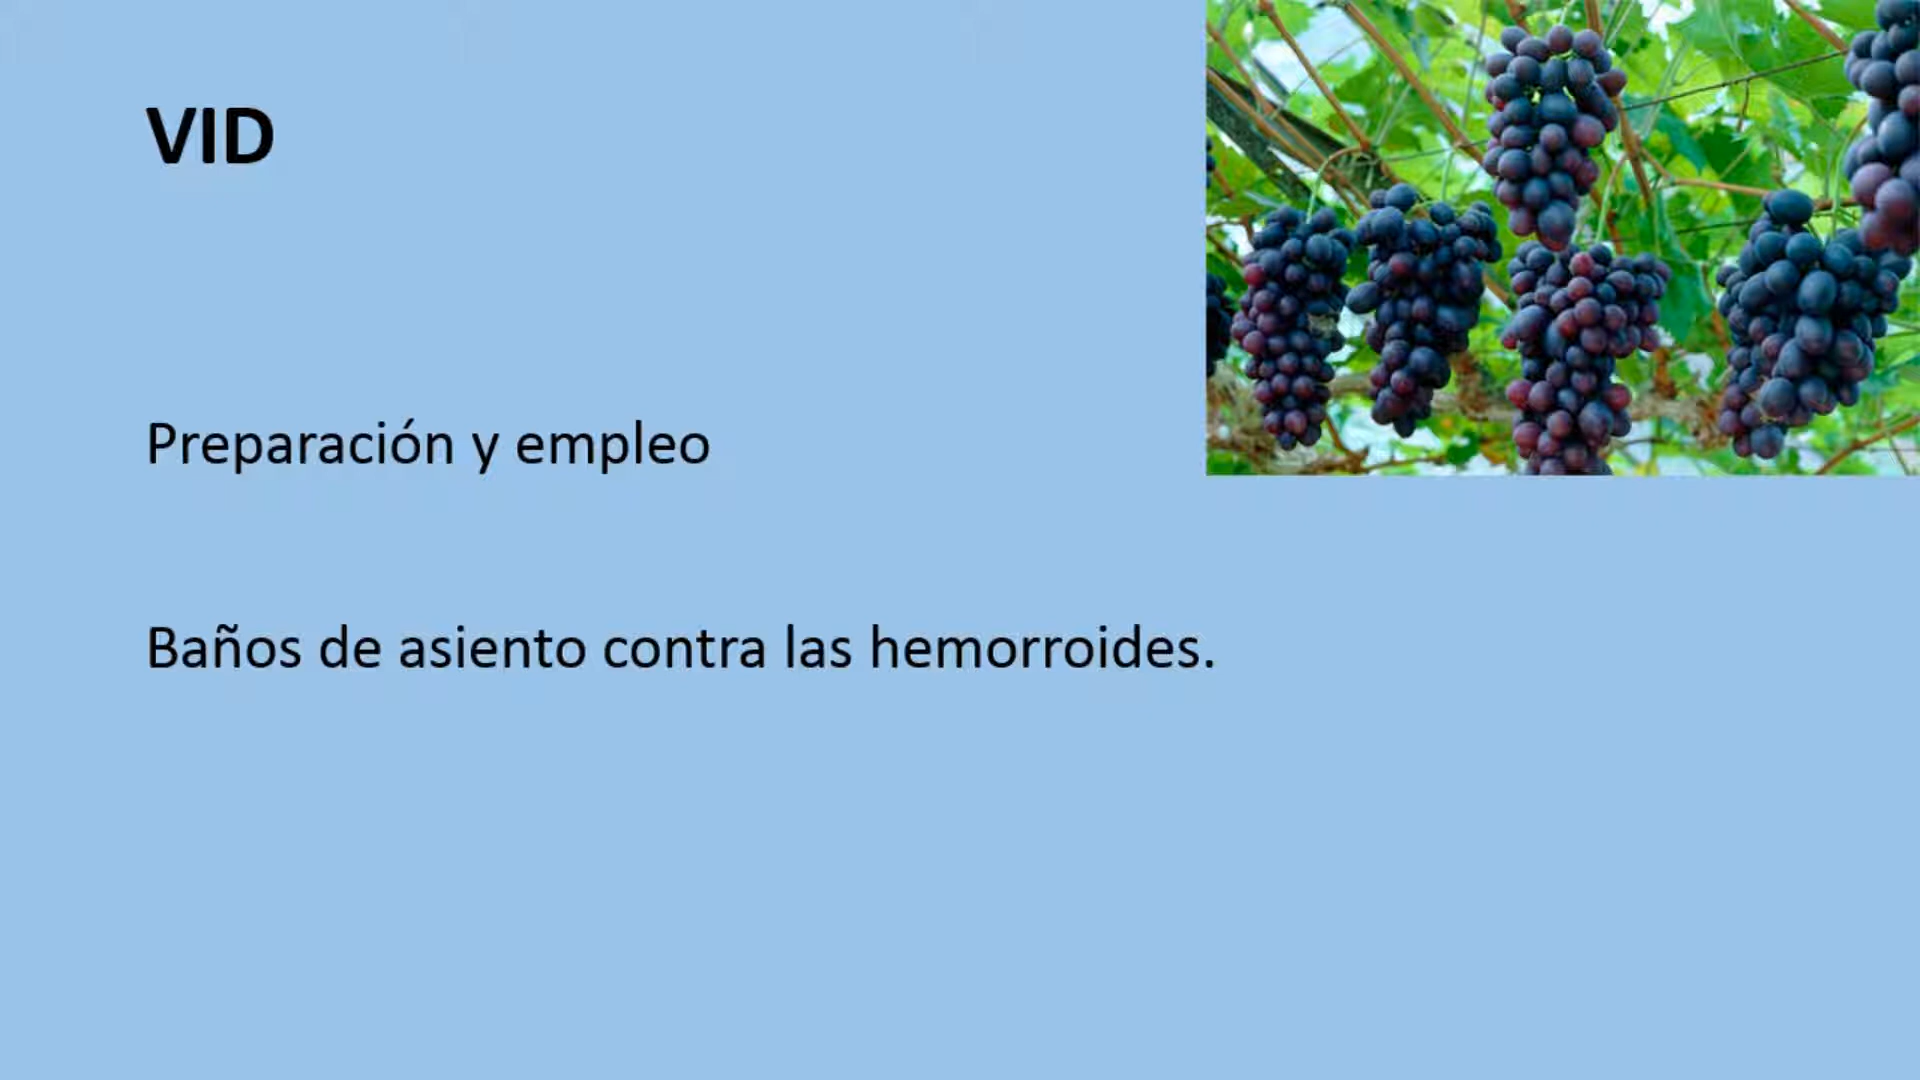 VID
Preparación y empleo
Baños de asiento contra las hemorroides.